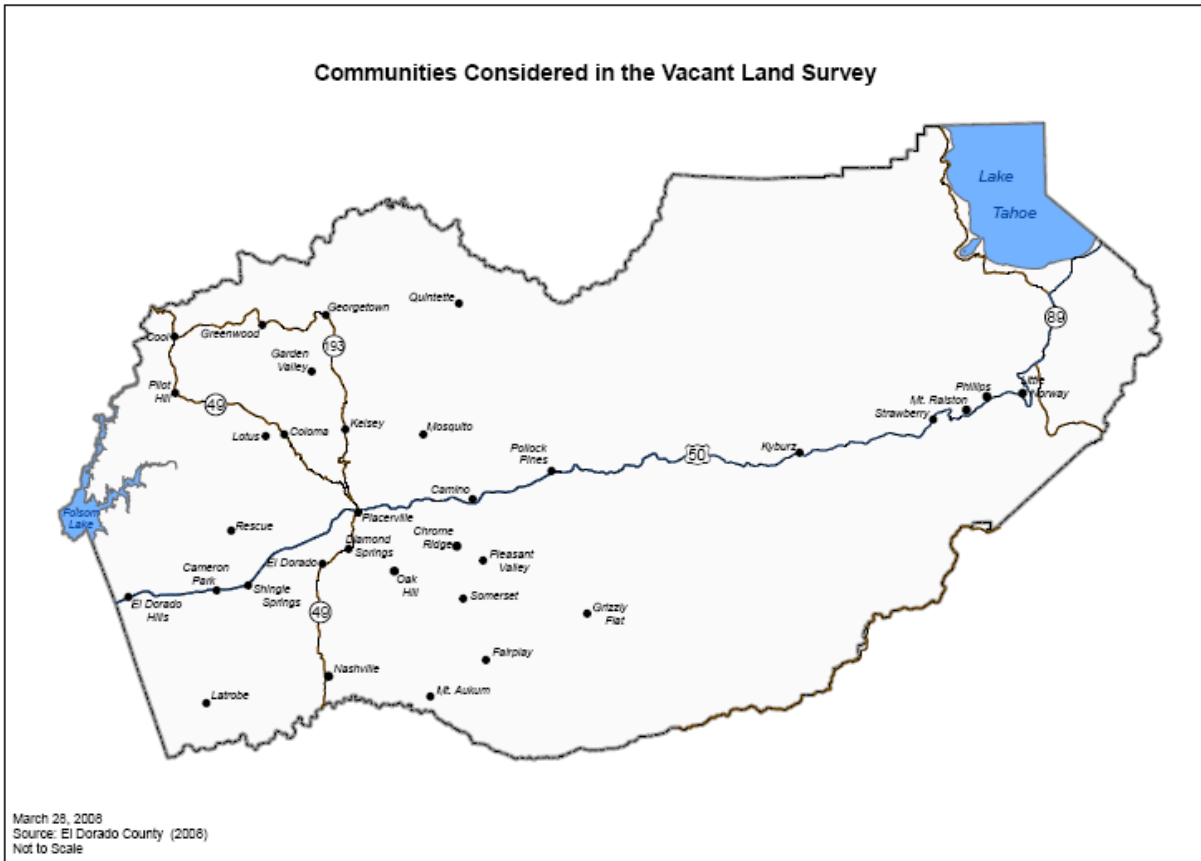 Communities Considered in the Vacant Land Survey
Lake
Tahoe
Quintette
Georgetown
Greenwood
Cool
193
89
Garden
Valley
Pilot
Hill
49
Phillips
Little
Norway
Mt. Ralston
Strawberry
Kelsey
Mosquito
Lotus
Coloma
Kyburz
50
Pollock
Pines
Camino
Folsom
Lake
Placerville
Rescue
Chrome
Ridge
Diamond
Springs
Pleasant
Valley
El Dorado
Cameron
Park
Oak
Hill
Shingle
Springs
El Dorado
Hills
Somerset
49
Grizzly
Flat
Fairplay
Nashville
Latrobe
Mt. Aukum
March 28, 2008
Source: El Dorado County (2008)
Not to Scale